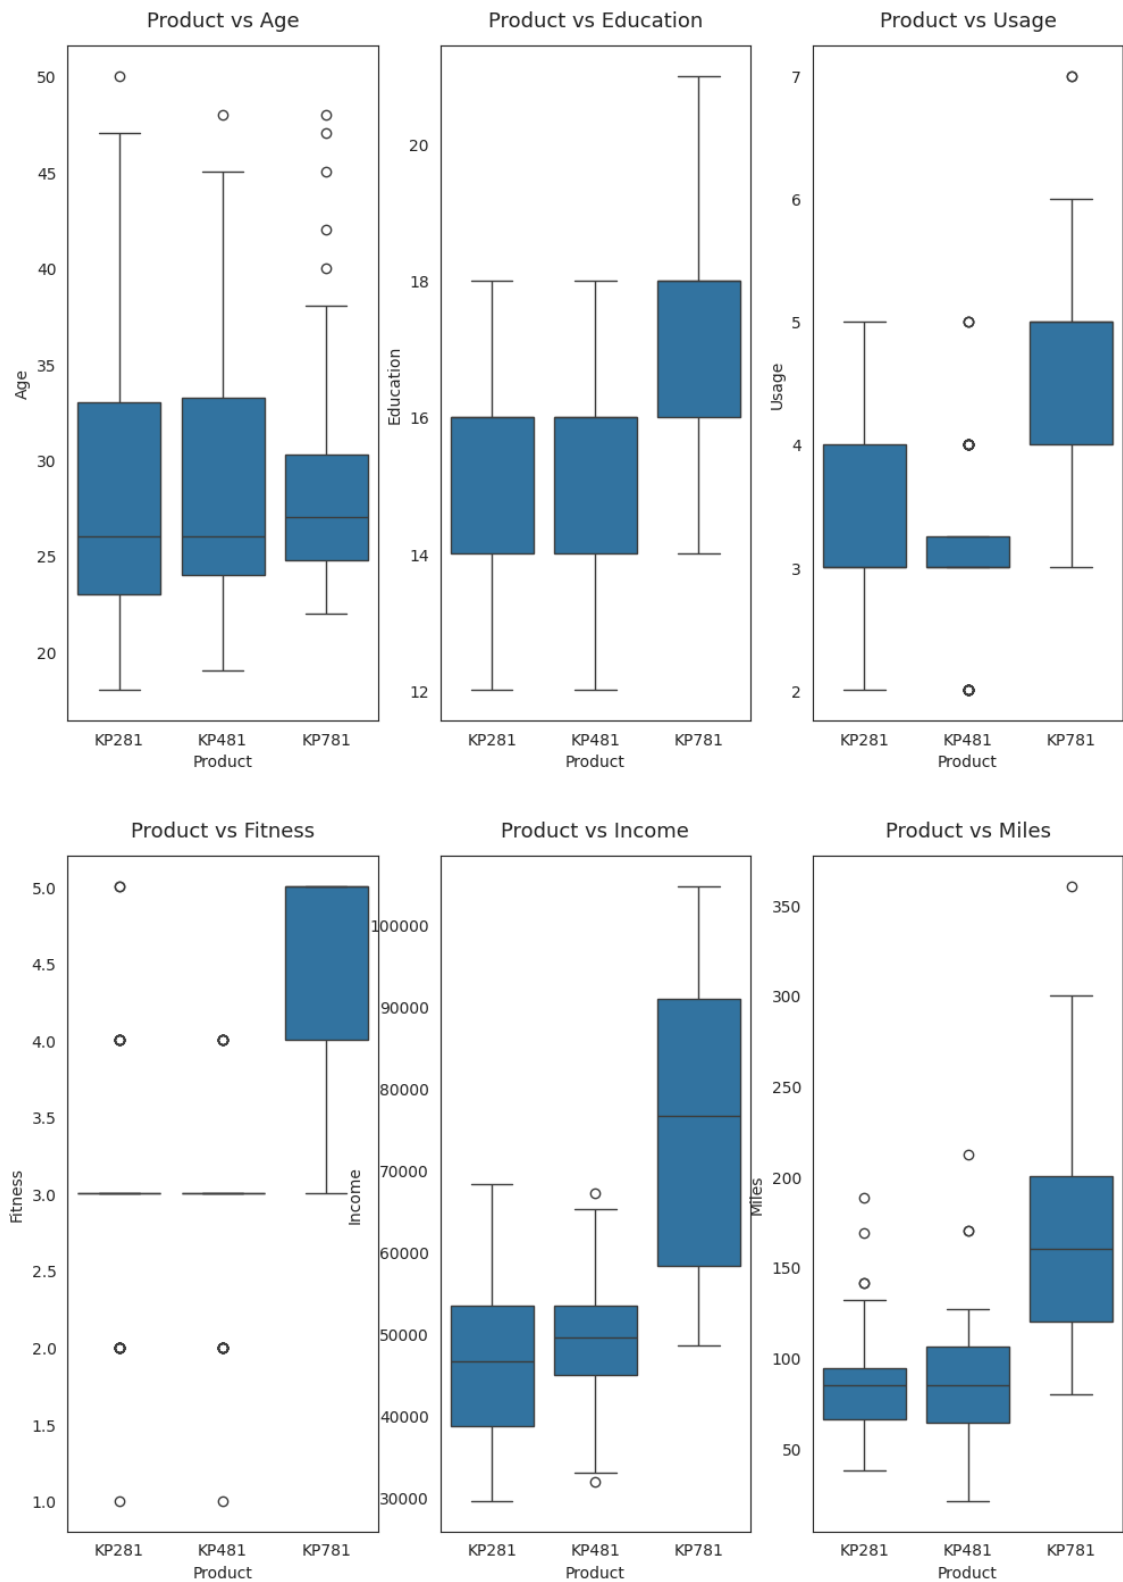 Product vs Age
Product vs Education
Product vs Usage
50
45
40
35
30
25
20
Age
KP281 KP481 KP781
Product
20
18
16
14
12
Education
KP281 KP481 KP781
Product
7
6
5
4
3
2
Usage
KP281 KP481 KP781
Product
Product vs Fitness
Product vs Income
Product vs Miles
5.0
4.5
4.0
3.5
3.0
2.5
2.0
1.5
1.0
Fitness
KP281 KP481 KP781
Product
100000
90000
80000
70000
60000
50000
40000
30000
Income
KP281 KP481 KP781
Product
350
300
250
200
150
100
50
Miles
KP281 KP481 KP781
Product